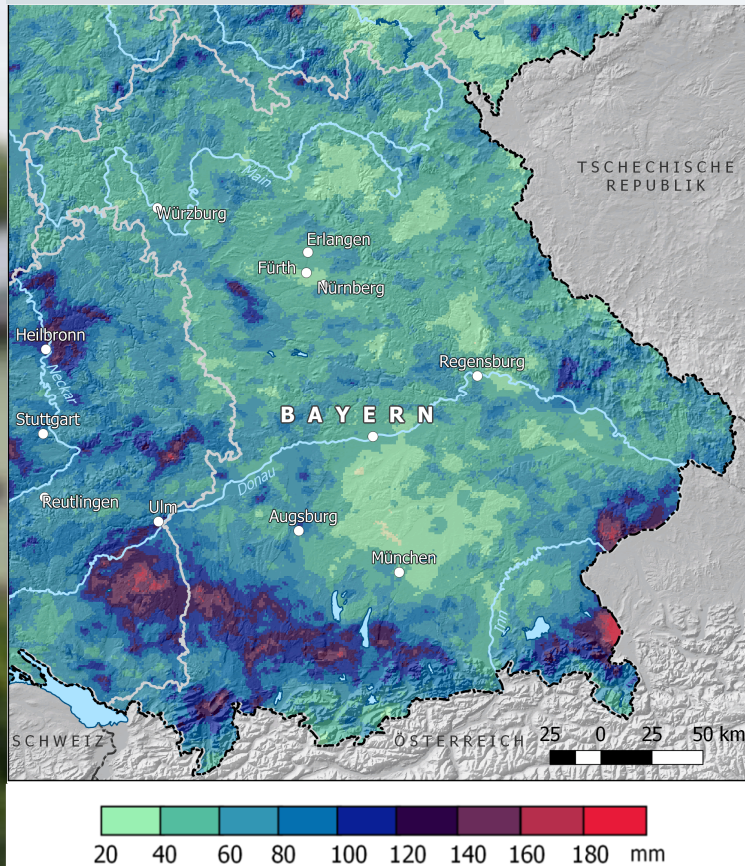 TSCHECHISCHE
REPUBLIK
Main
Würzburg
Erlangen
Fürth
Nürnberg
Heilbronn
Neckar
Regensburg
Stuttgart
BAYERN
Donau
Reutlingen
Ulm
Augsburg
München
Inn
SCHWEIZ
ÖSTERREICH
25 0 25 50 km
20 40 60 80 100 120 140 160 180 mm